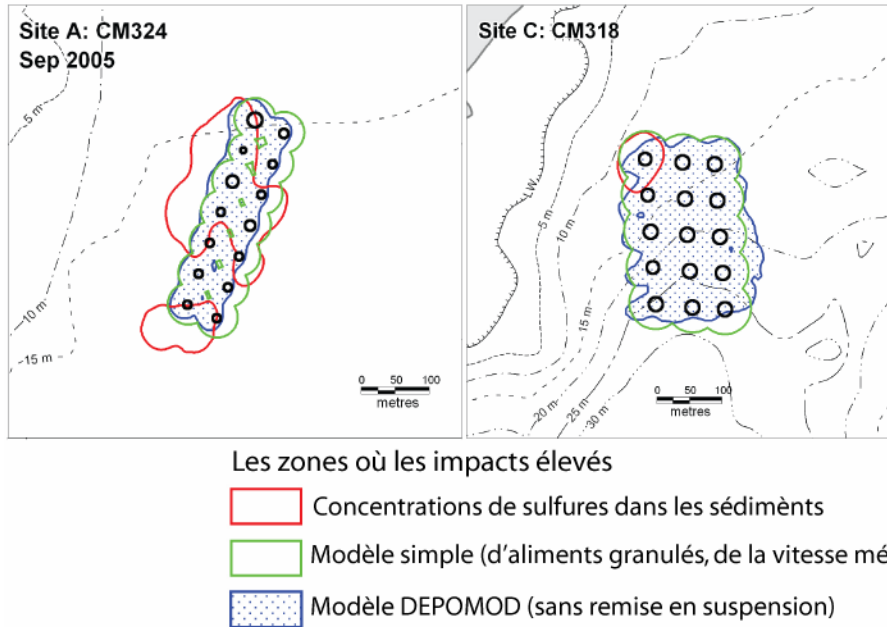 Site A: CM324
Sep 2005
5 m
10 m
15 m
0 50 100
metres
Site C: CM318
LW
5 m
10 m
15 m
20 m
25 m
30 m
0 50 100
metres
Les zones où les impacts élevés
Concentrations de sulfures dans les sédimènts
Modèle simple (d'aliments granulés, de la vitesse mé
Modèle DEPOMOD (sans remise en suspension)